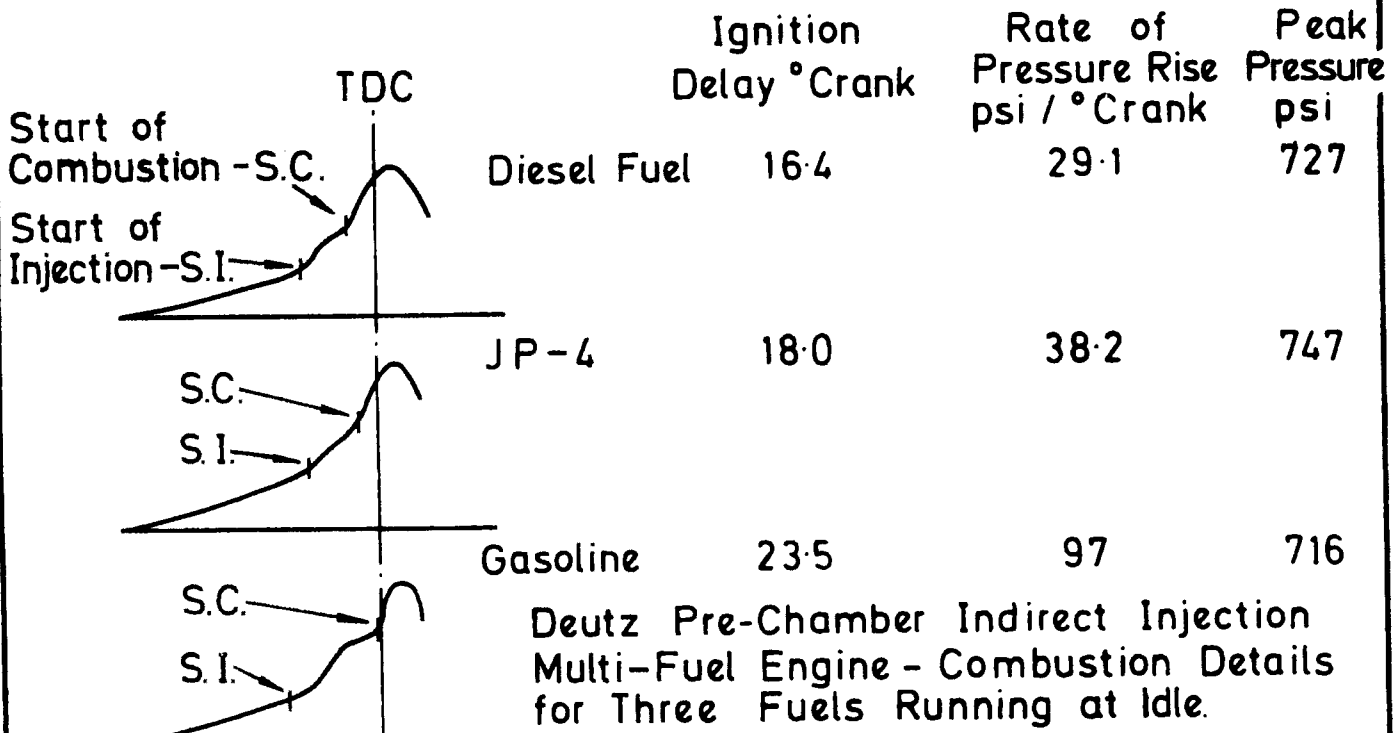 Ignition
Delay °Crank
Rate of
Pressure Rise
psi / °Crank
Peak
Pressure
psi
TDC
Start of
Combustion -S.C.
Start of
Injection-S.I.
Diesel Fuel 16·4 29·1 727
JP-4 18·0 38·2 747
S.C.
S.I.
Gasoline 23·5 97 716
S.C.
S.I.
Deutz Pre-Chamber Indirect Injection
Multi-Fuel Engine - Combustion Details
for Three Fuels Running at Idle.